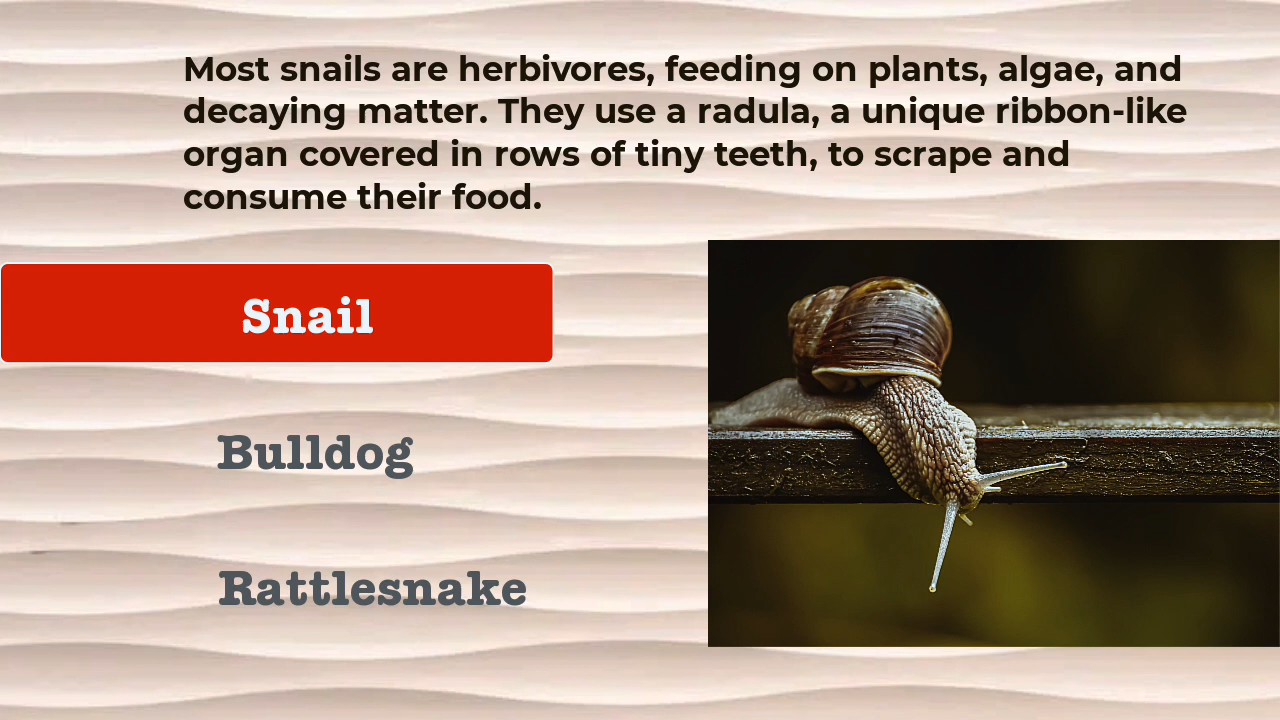 Most snails are herbivores, feeding on plants, algae, and
decaying matter. They use a radula, a unique ribbon-like
organ covered in rows of tiny teeth, to scrape and
consume their food.
Snail
Bulldog
Rattlesnake